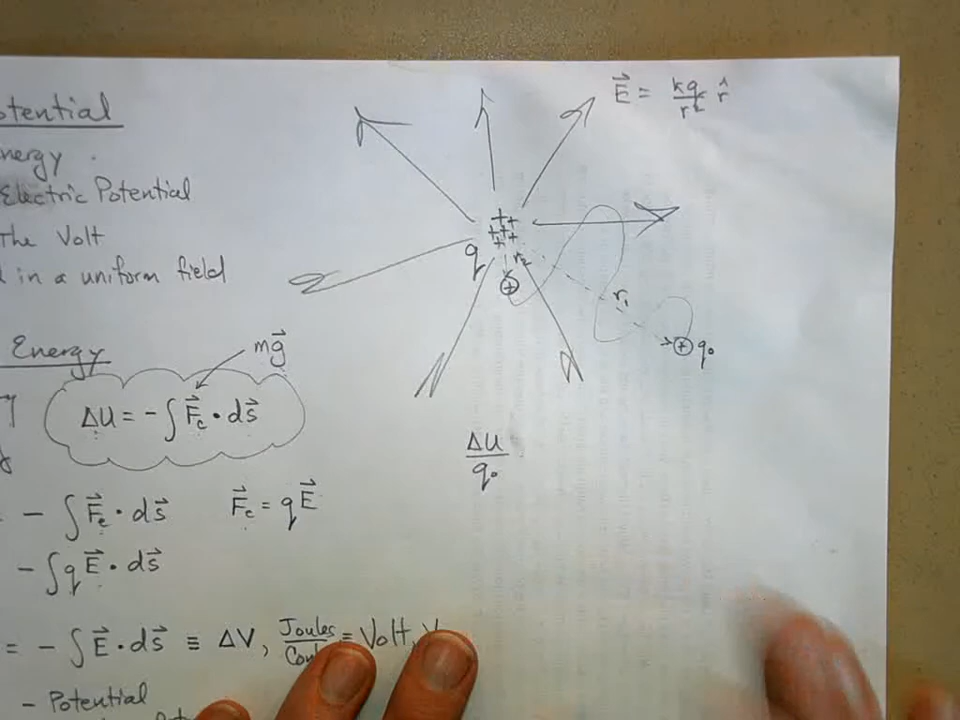 otential
nergy
Electric Potential
The Volt
d in a uniform field
Energy
mg⃗
ΔU = - ∫ F⃗c • ds⃗
= - ∫ F⃗e • ds⃗ F⃗e = qE⃗
- ∫ qE⃗ • ds⃗
= - ∫ E⃗ • ds⃗ ≡ ΔV, Joules/Cou = Volt, V
- Potential
E⃗ = kq/r² r̂
+ + + + + + +
q
r₂
+
r₁
+ q₀
ΔU/q₀